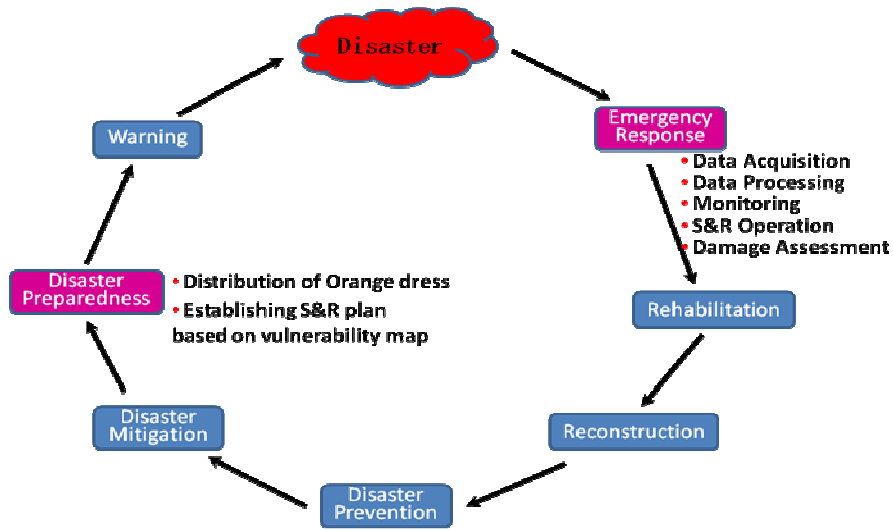 Disaster
Emergency
Response
• Data Acquisition
• Data Processing
• Monitoring
• S&R Operation
• Damage Assessment
Rehabilitation
Reconstruction
Disaster
Prevention
Disaster
Mitigation
Disaster
Preparedness
• Distribution of Orange dress
• Establishing S&R plan
based on vulnerability map
Warning